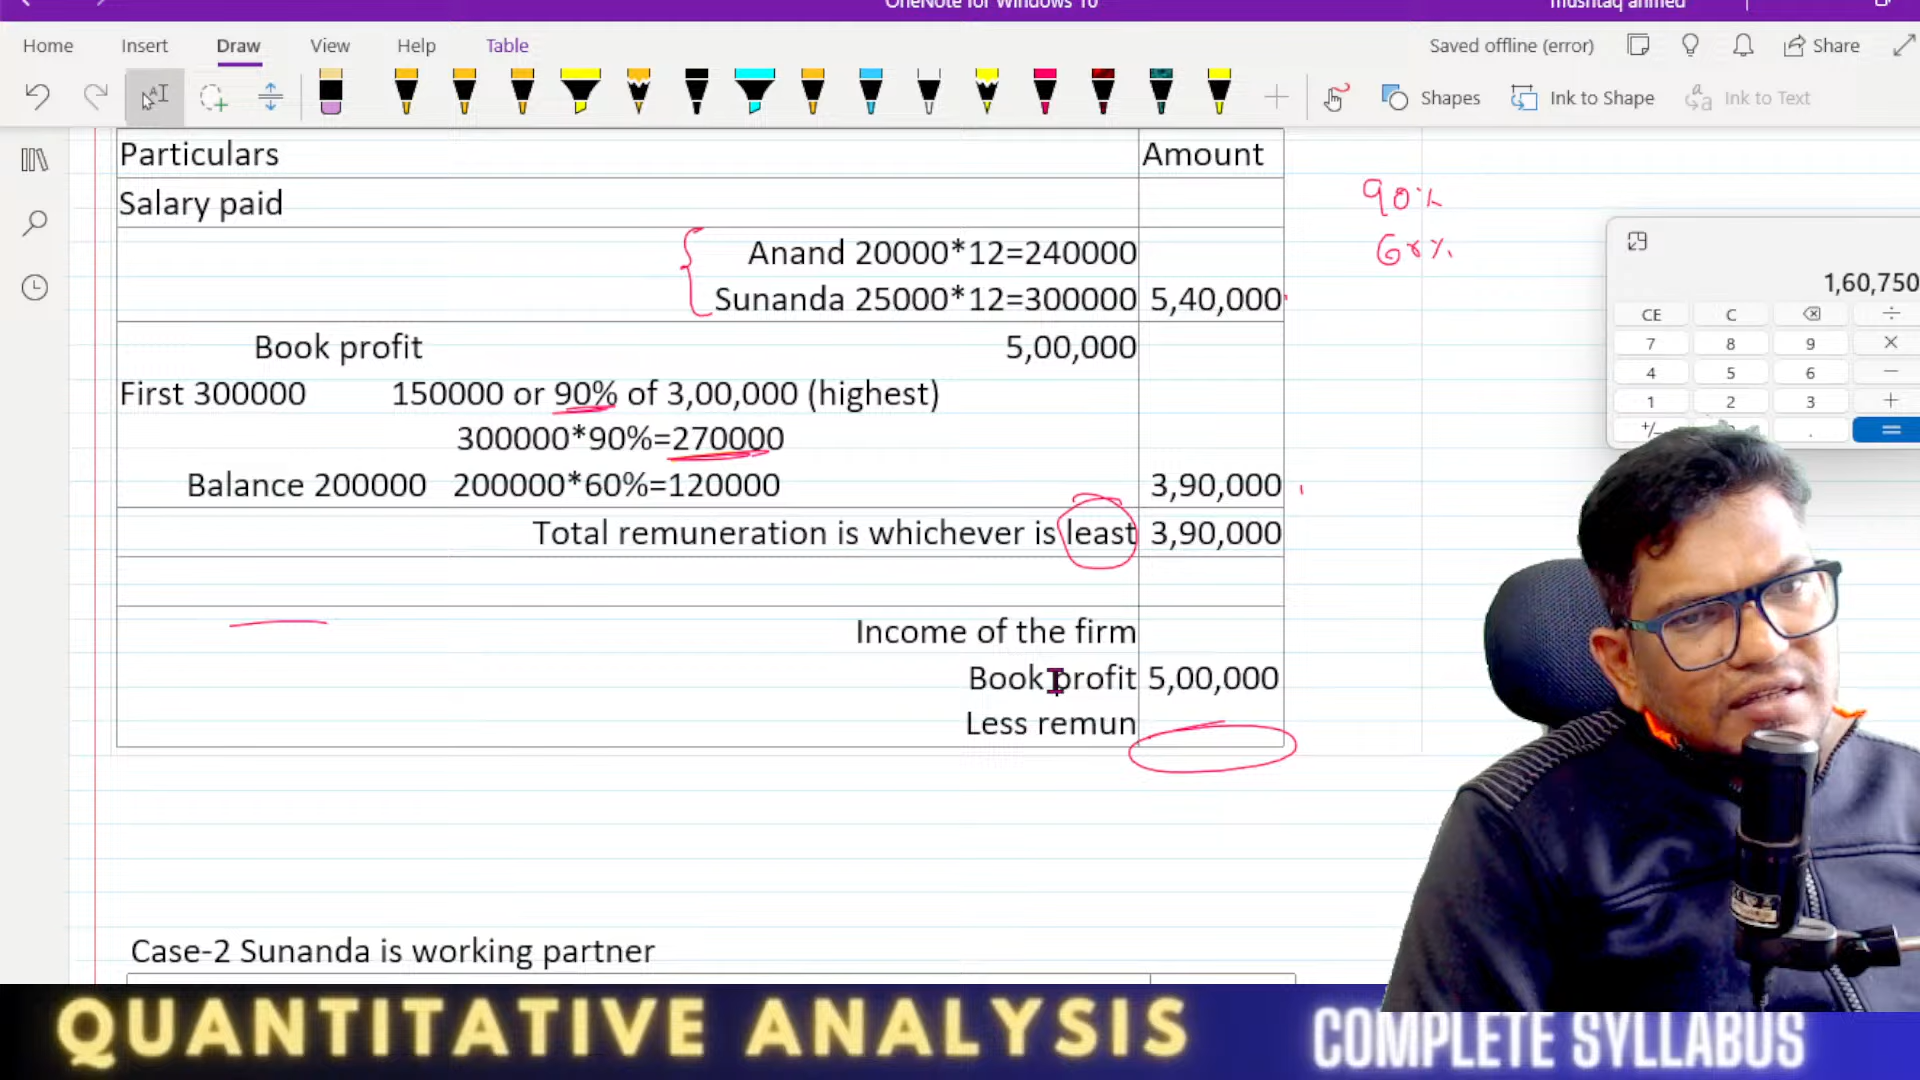 OneNote for Windows 10
mushtaq ahmed
Home Insert Draw View Help Table
Saved offline (error) Share
Shapes Ink to Shape Ink to Text
Particulars Amount
Salary paid
90%
Anand 20000*12=240000
60%
Sunanda 25000*12=300000 5,40,000
1,60,750
CE C ÷
7 8 9 ×
4 5 6 −
1 2 3 +
+/- . =
Book profit 5,00,000
First 300000 150000 or 90% of 3,00,000 (highest)
300000*90%=270000
Balance 200000 200000*60%=120000 3,90,000
Total remuneration is whichever is least 3,90,000
Income of the firm
Book profit 5,00,000
Less remun
Case-2 Sunanda is working partner
QUANTITATIVE ANALYSIS COMPLETE SYLLABUS